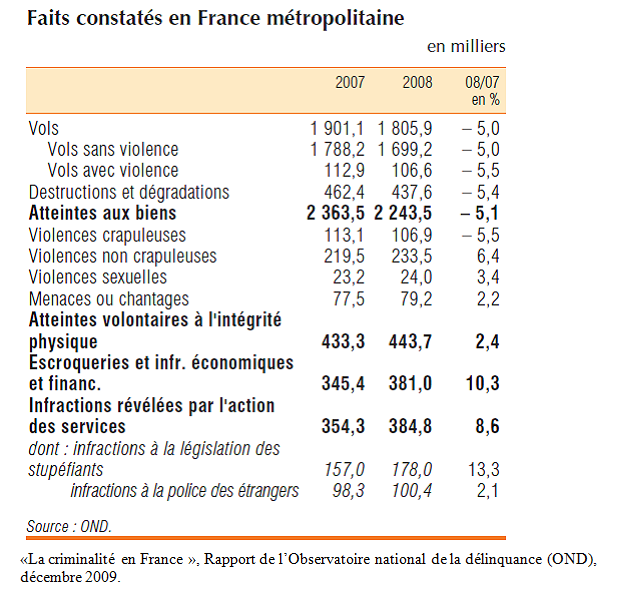 Faits constatés en France métropolitaine
en milliers
2007 2008 08/07
en %
Vols 1 901,1 1 805,9 – 5,0
Vols sans violence 1 788,2 1 699,2 – 5,0
Vols avec violence 112,9 106,6 – 5,5
Destructions et dégradations 462,4 437,6 – 5,4
Atteintes aux biens 2 363,5 2 243,5 – 5,1
Violences crapuleuses 113,1 106,9 – 5,5
Violences non crapuleuses 219,5 233,5 6,4
Violences sexuelles 23,2 24,0 3,4
Menaces ou chantages 77,5 79,2 2,2
Atteintes volontaires à l'intégrité
physique 433,3 443,7 2,4
Escroqueries et infr. économiques
et financ. 345,4 381,0 10,3
Infractions révélées par l'action
des services 354,3 384,8 8,6
dont : infractions à la législation des
stupéfiants 157,0 178,0 13,3
infractions à la police des étrangers 98,3 100,4 2,1
Source : OND.
«La criminalité en France », Rapport de l’Observatoire national de la délinquance (OND),
décembre 2009.